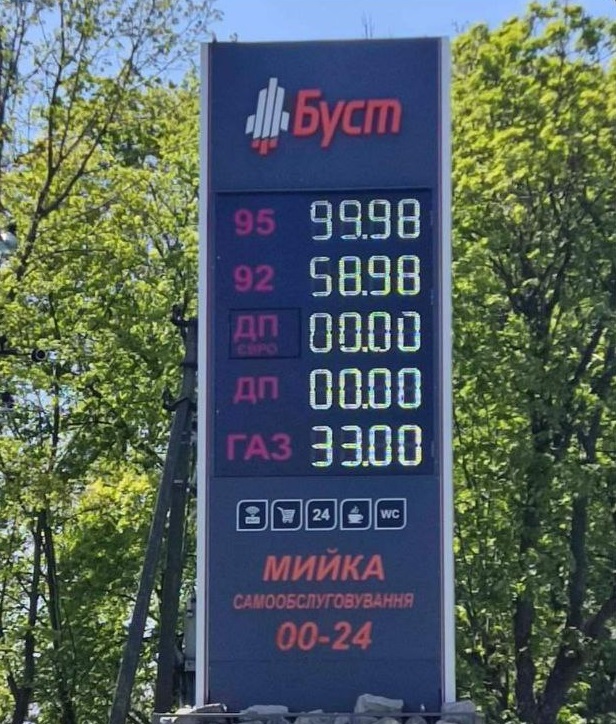 Буст
95 99.98
92 58.98
ДП 00.00
ЄВРО
ДП 00.00
ГАЗ 33.00
24 WC
МИЙКА
САМООБСЛУГОВУВАННЯ
00-24